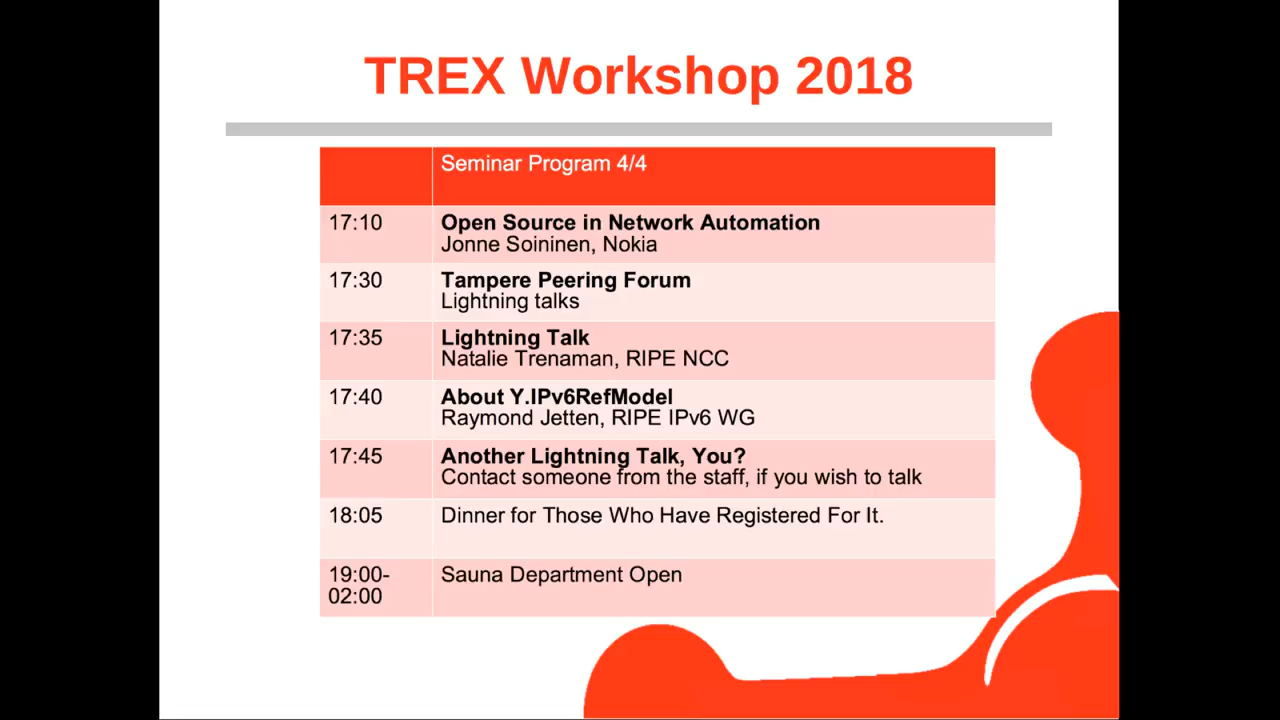 TREX Workshop 2018
Seminar Program 4/4
17:10 Open Source in Network Automation
Jonne Soininen, Nokia
17:30 Tampere Peering Forum
Lightning talks
17:35 Lightning Talk
Natalie Trenaman, RIPE NCC
17:40 About Y.IPv6RefModel
Raymond Jetten, RIPE IPv6 WG
17:45 Another Lightning Talk, You?
Contact someone from the staff, if you wish to talk
18:05 Dinner for Those Who Have Registered For It.
19:00- Sauna Department Open
02:00